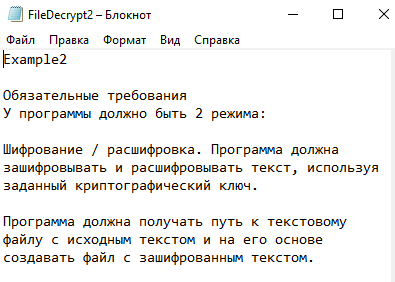 FileDecrypt2 – Блокнот
Файл Правка Формат Вид Справка
Example2
Обязательные требования
У программы должно быть 2 режима:
Шифрование / расшифровка. Программа должна
зашифровывать и расшифровывать текст, используя
заданный криптографический ключ.
Программа должна получать путь к текстовому
файлу с исходным текстом и на его основе
создавать файл с зашифрованным текстом.